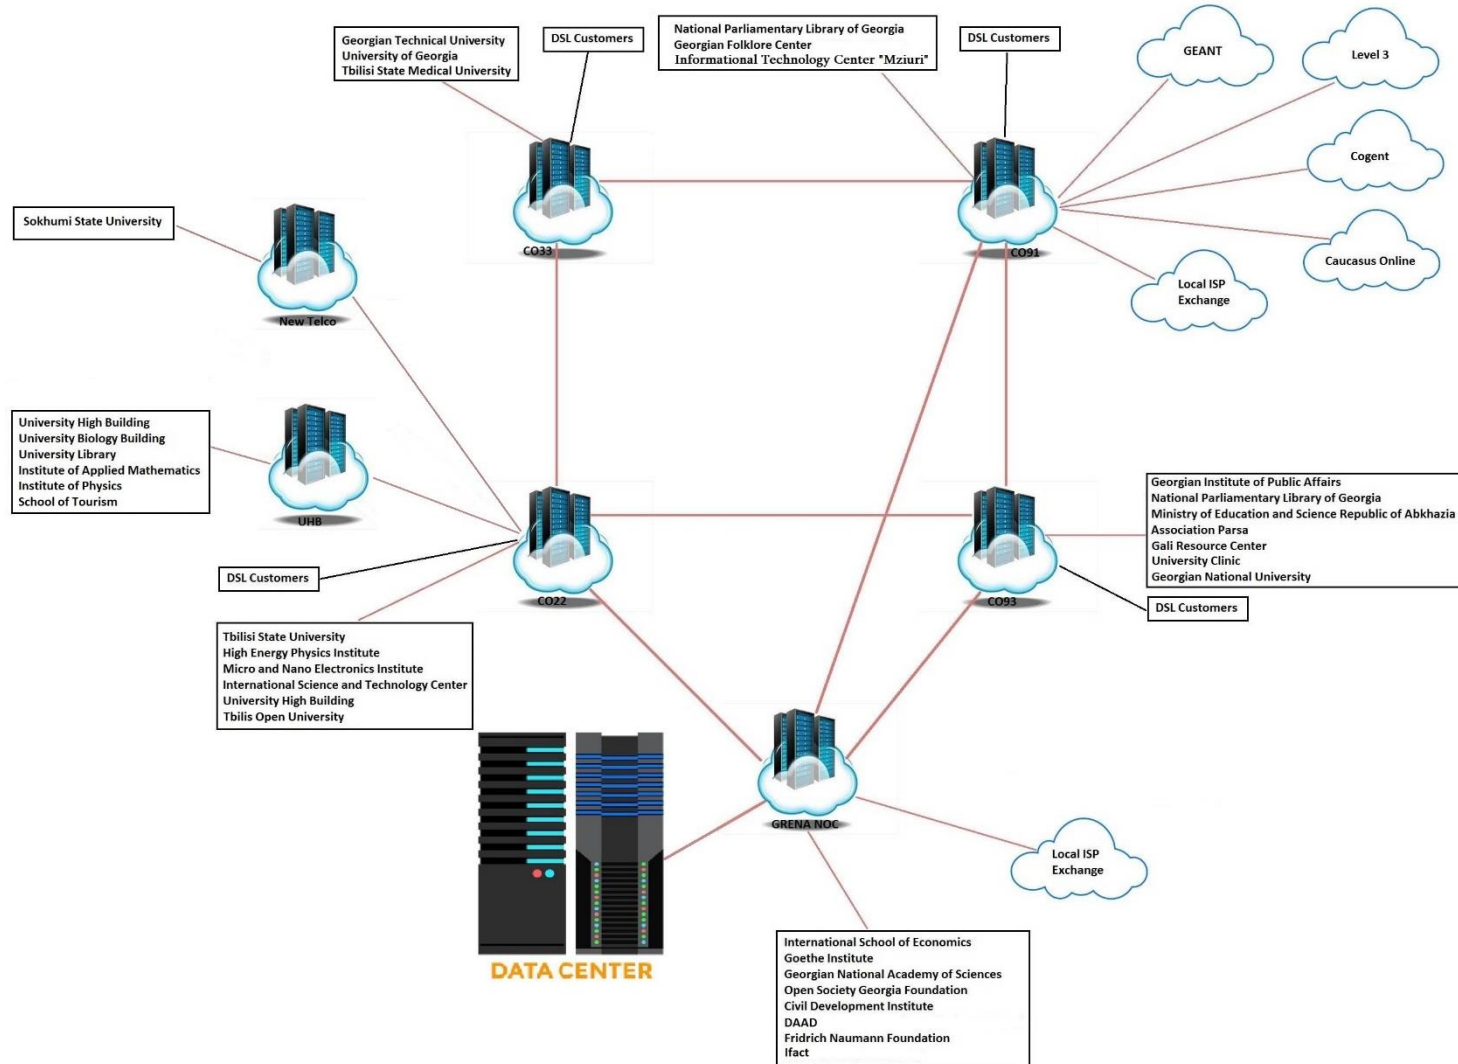 Georgian Technical University
University of Georgia
Tbilisi State Medical University
DSL Customers
National Parliamentary Library of Georgia
Georgian Folklore Center
Informational Technology Center "Mziuri"
DSL Customers
GEANT
Level 3
Cogent
Caucasus Online
Local ISP
Exchange
CO33
CO91
Sokhumi State University
New Telco
University High Building
University Biology Building
University Library
Institute of Applied Mathematics
Institute of Physics
School of Tourism
UHB
DSL Customers
CO22
CO93
Georgian Institute of Public Affairs
National Parliamentary Library of Georgia
Ministry of Education and Science Republic of Abkhazia
Association Parsa
Gali Resource Center
University Clinic
Georgian National University
DSL Customers
Tbilisi State University
High Energy Physics Institute
Micro and Nano Electronics Institute
International Science and Technology Center
University High Building
Tbilis Open University
GRENA NOC
Local ISP
Exchange
DATA CENTER
International School of Economics
Goethe Institute
Georgian National Academy of Sciences
Open Society Georgia Foundation
Civil Development Institute
DAAD
Fridrich Naumann Foundation
Ifact